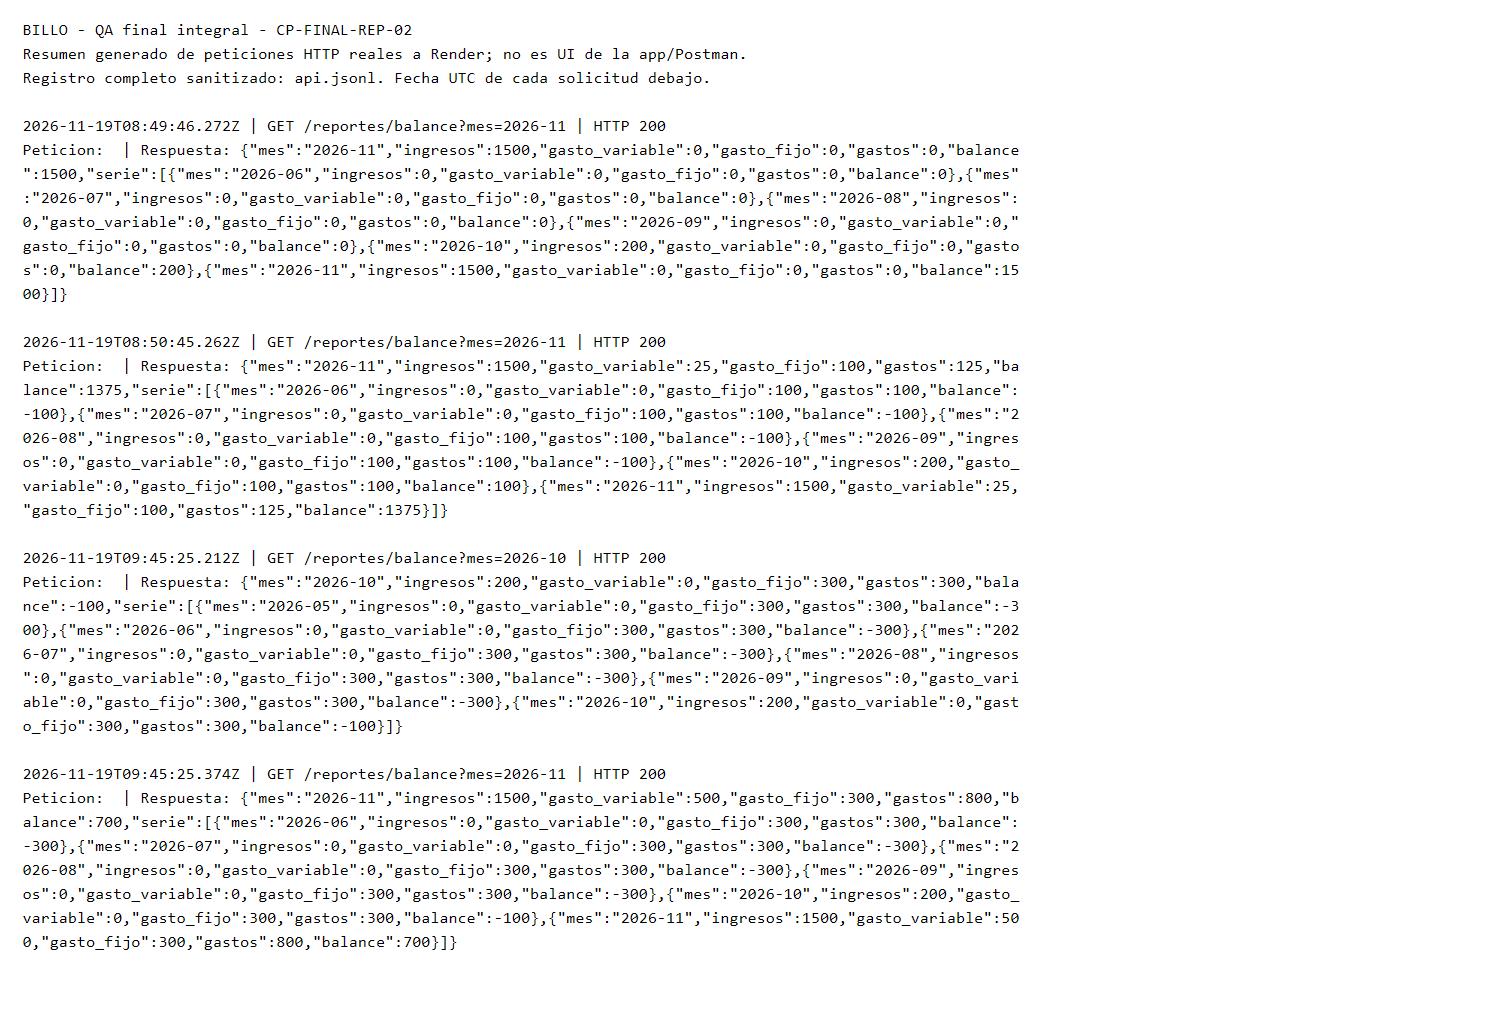 BILLO - QA final integral - CP-FINAL-REP-02
Resumen generado de peticiones HTTP reales a Render; no es UI de la app/Postman.
Registro completo sanitizado: api.jsonl. Fecha UTC de cada solicitud debajo.
2026-11-19T08:49:46.272Z | GET /reportes/balance?mes=2026-11 | HTTP 200
Peticion:  | Respuesta: {"mes":"2026-11","ingresos":1500,"gasto_variable":0,"gasto_fijo":0,"gastos":0,"balance
":1500,"serie":[{"mes":"2026-06","ingresos":0,"gasto_variable":0,"gasto_fijo":0,"gastos":0,"balance":0},{"mes"
:"2026-07","ingresos":0,"gasto_variable":0,"gasto_fijo":0,"gastos":0,"balance":0},{"mes":"2026-08","ingresos":
0,"gasto_variable":0,"gasto_fijo":0,"gastos":0,"balance":0},{"mes":"2026-09","ingresos":0,"gasto_variable":0,"
gasto_fijo":0,"gastos":0,"balance":0},{"mes":"2026-10","ingresos":200,"gasto_variable":0,"gasto_fijo":0,"gasto
s":0,"balance":200},{"mes":"2026-11","ingresos":1500,"gasto_variable":0,"gasto_fijo":0,"gastos":0,"balance":15
00}]}
2026-11-19T08:50:45.262Z | GET /reportes/balance?mes=2026-11 | HTTP 200
Peticion:  | Respuesta: {"mes":"2026-11","ingresos":1500,"gasto_variable":25,"gasto_fijo":100,"gastos":125,"ba
lance":1375,"serie":[{"mes":"2026-06","ingresos":0,"gasto_variable":0,"gasto_fijo":100,"gastos":100,"balance":
-100},{"mes":"2026-07","ingresos":0,"gasto_variable":0,"gasto_fijo":100,"gastos":100,"balance":-100},{"mes":"2
026-08","ingresos":0,"gasto_variable":0,"gasto_fijo":100,"gastos":100,"balance":-100},{"mes":"2026-09","ingres
os":0,"gasto_variable":0,"gasto_fijo":100,"gastos":100,"balance":-100},{"mes":"2026-10","ingresos":200,"gasto_
variable":0,"gasto_fijo":100,"gastos":100,"balance":100},{"mes":"2026-11","ingresos":1500,"gasto_variable":25,
"gasto_fijo":100,"gastos":125,"balance":1375}]}
2026-11-19T09:45:25.212Z | GET /reportes/balance?mes=2026-10 | HTTP 200
Peticion:  | Respuesta: {"mes":"2026-10","ingresos":200,"gasto_variable":0,"gasto_fijo":300,"gastos":300,"bala
nce":-100,"serie":[{"mes":"2026-05","ingresos":0,"gasto_variable":0,"gasto_fijo":300,"gastos":300,"balance":-3
00},{"mes":"2026-06","ingresos":0,"gasto_variable":0,"gasto_fijo":300,"gastos":300,"balance":-300},{"mes":"202
6-07","ingresos":0,"gasto_variable":0,"gasto_fijo":300,"gastos":300,"balance":-300},{"mes":"2026-08","ingresos
":0,"gasto_variable":0,"gasto_fijo":300,"gastos":300,"balance":-300},{"mes":"2026-09","ingresos":0,"gasto_vari
able":0,"gasto_fijo":300,"gastos":300,"balance":-300},{"mes":"2026-10","ingresos":200,"gasto_variable":0,"gast
o_fijo":300,"gastos":300,"balance":-100}]}
2026-11-19T09:45:25.374Z | GET /reportes/balance?mes=2026-11 | HTTP 200
Peticion:  | Respuesta: {"mes":"2026-11","ingresos":1500,"gasto_variable":500,"gasto_fijo":300,"gastos":800,"b
alance":700,"serie":[{"mes":"2026-06","ingresos":0,"gasto_variable":0,"gasto_fijo":300,"gastos":300,"balance":
-300},{"mes":"2026-07","ingresos":0,"gasto_variable":0,"gasto_fijo":300,"gastos":300,"balance":-300},{"mes":"2
026-08","ingresos":0,"gasto_variable":0,"gasto_fijo":300,"gastos":300,"balance":-300},{"mes":"2026-09","ingres
os":0,"gasto_variable":0,"gasto_fijo":300,"gastos":300,"balance":-300},{"mes":"2026-10","ingresos":200,"gasto_
variable":0,"gasto_fijo":300,"gastos":300,"balance":-100},{"mes":"2026-11","ingresos":1500,"gasto_variable":50
0,"gasto_fijo":300,"gastos":800,"balance":700}]}